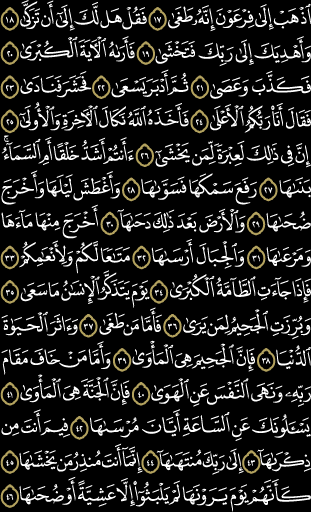 ٱذۡهَبۡ إِلَىٰ فِرۡعَوۡنَ إِنَّهُۥ طَغَىٰ ١٧ فَقُلۡ هَل لَّكَ إِلَىٰٓ أَن تَزَكَّىٰ ١٨
وَأَهۡدِيَكَ إِلَىٰ رَبِّكَ فَتَخۡشَىٰ ١٩ فَأَرَىٰهُ ٱلۡأٓيَةَ ٱلۡكُبۡرَىٰ ٢٠
فَكَذَّبَ وَعَصَىٰ ٢١ ثُمَّ أَدۡبَرَ يَسۡعَىٰ ٢٢ فَحَشَرَ فَنَادَىٰ ٢٣
فَقَالَ أَنَا۠ رَبُّكُمُ ٱلۡأَعۡلَىٰ ٢٤ فَأَخَذَهُ ٱللَّهُ نَكَالَ ٱلۡأٓخِرَةِ وَٱلۡأُولَىٰٓ ٢٥
إِنَّ فِي ذَٰلِكَ لَعِبۡرَةٗ لِّمَن يَخۡشَىٰٓ ٢٦ ءَأَنتُمۡ أَشَدُّ خَلۡقًا أَمِ ٱلسَّمَآءُۚ
بَنَىٰهَا ٢٧ رَفَعَ سَمۡكَهَا فَسَوَّىٰهَا ٢٨ وَأَغۡطَشَ لَيۡلَهَا وَأَخۡرَجَ
ضُحَىٰهَا ٢٩ وَٱلۡأَرۡضَ بَعۡدَ ذَٰلِكَ دَحَىٰهَآ ٣٠ أَخۡرَجَ مِنۡهَا مَآءَهَا
وَمَرۡعَىٰهَا ٣١ وَٱلۡجِبَالَ أَرۡسَىٰهَا ٣٢ مَتَٰعٗا لَّكُمۡ وَلِأَنۡعَٰمِكُمۡ ٣٣
فَإِذَا جَآءَتِ ٱلطَّآمَّةُ ٱلۡكُبۡرَىٰ ٣٤ يَوۡمَ يَتَذَكَّرُ ٱلۡإِنسَٰنُ مَا سَعَىٰ ٣٥
وَبُرِّزَتِ ٱلۡجَحِيمُ لِمَن يَرَىٰ ٣٦ فَأَمَّا مَن طَغَىٰ ٣٧ وَءَاثَرَ ٱلۡحَيَوٰةَ
ٱلدُّنۡيَا ٣٨ فَإِنَّ ٱلۡجَحِيمَ هِيَ ٱلۡمَأۡوَىٰ ٣٩ وَأَمَّا مَنۡ خَافَ مَقَامَ
رَبِّهِۦ وَنَهَى ٱلنَّفۡسَ عَنِ ٱلۡهَوَىٰ ٤٠ فَإِنَّ ٱلۡجَنَّةَ هِيَ ٱلۡمَأۡوَىٰ ٤١
يَسۡـَٔلُونَكَ عَنِ ٱلسَّاعَةِ أَيَّانَ مُرۡسَىٰهَا ٤٢ فِيمَ أَنتَ مِن
ذِكۡرَىٰهَآ ٤٣ إِلَىٰ رَبِّكَ مُنتَهَىٰهَآ ٤٤ إِنَّمَآ أَنتَ مُنذِرُ مَن يَخۡشَىٰهَا ٤٥
كَأَنَّهُمۡ يَوۡمَ يَرَوۡنَهَا لَمۡ يَلۡبَثُوٓاْ إِلَّا عَشِيَّةً أَوۡ ضُحَىٰهَا ٤٦